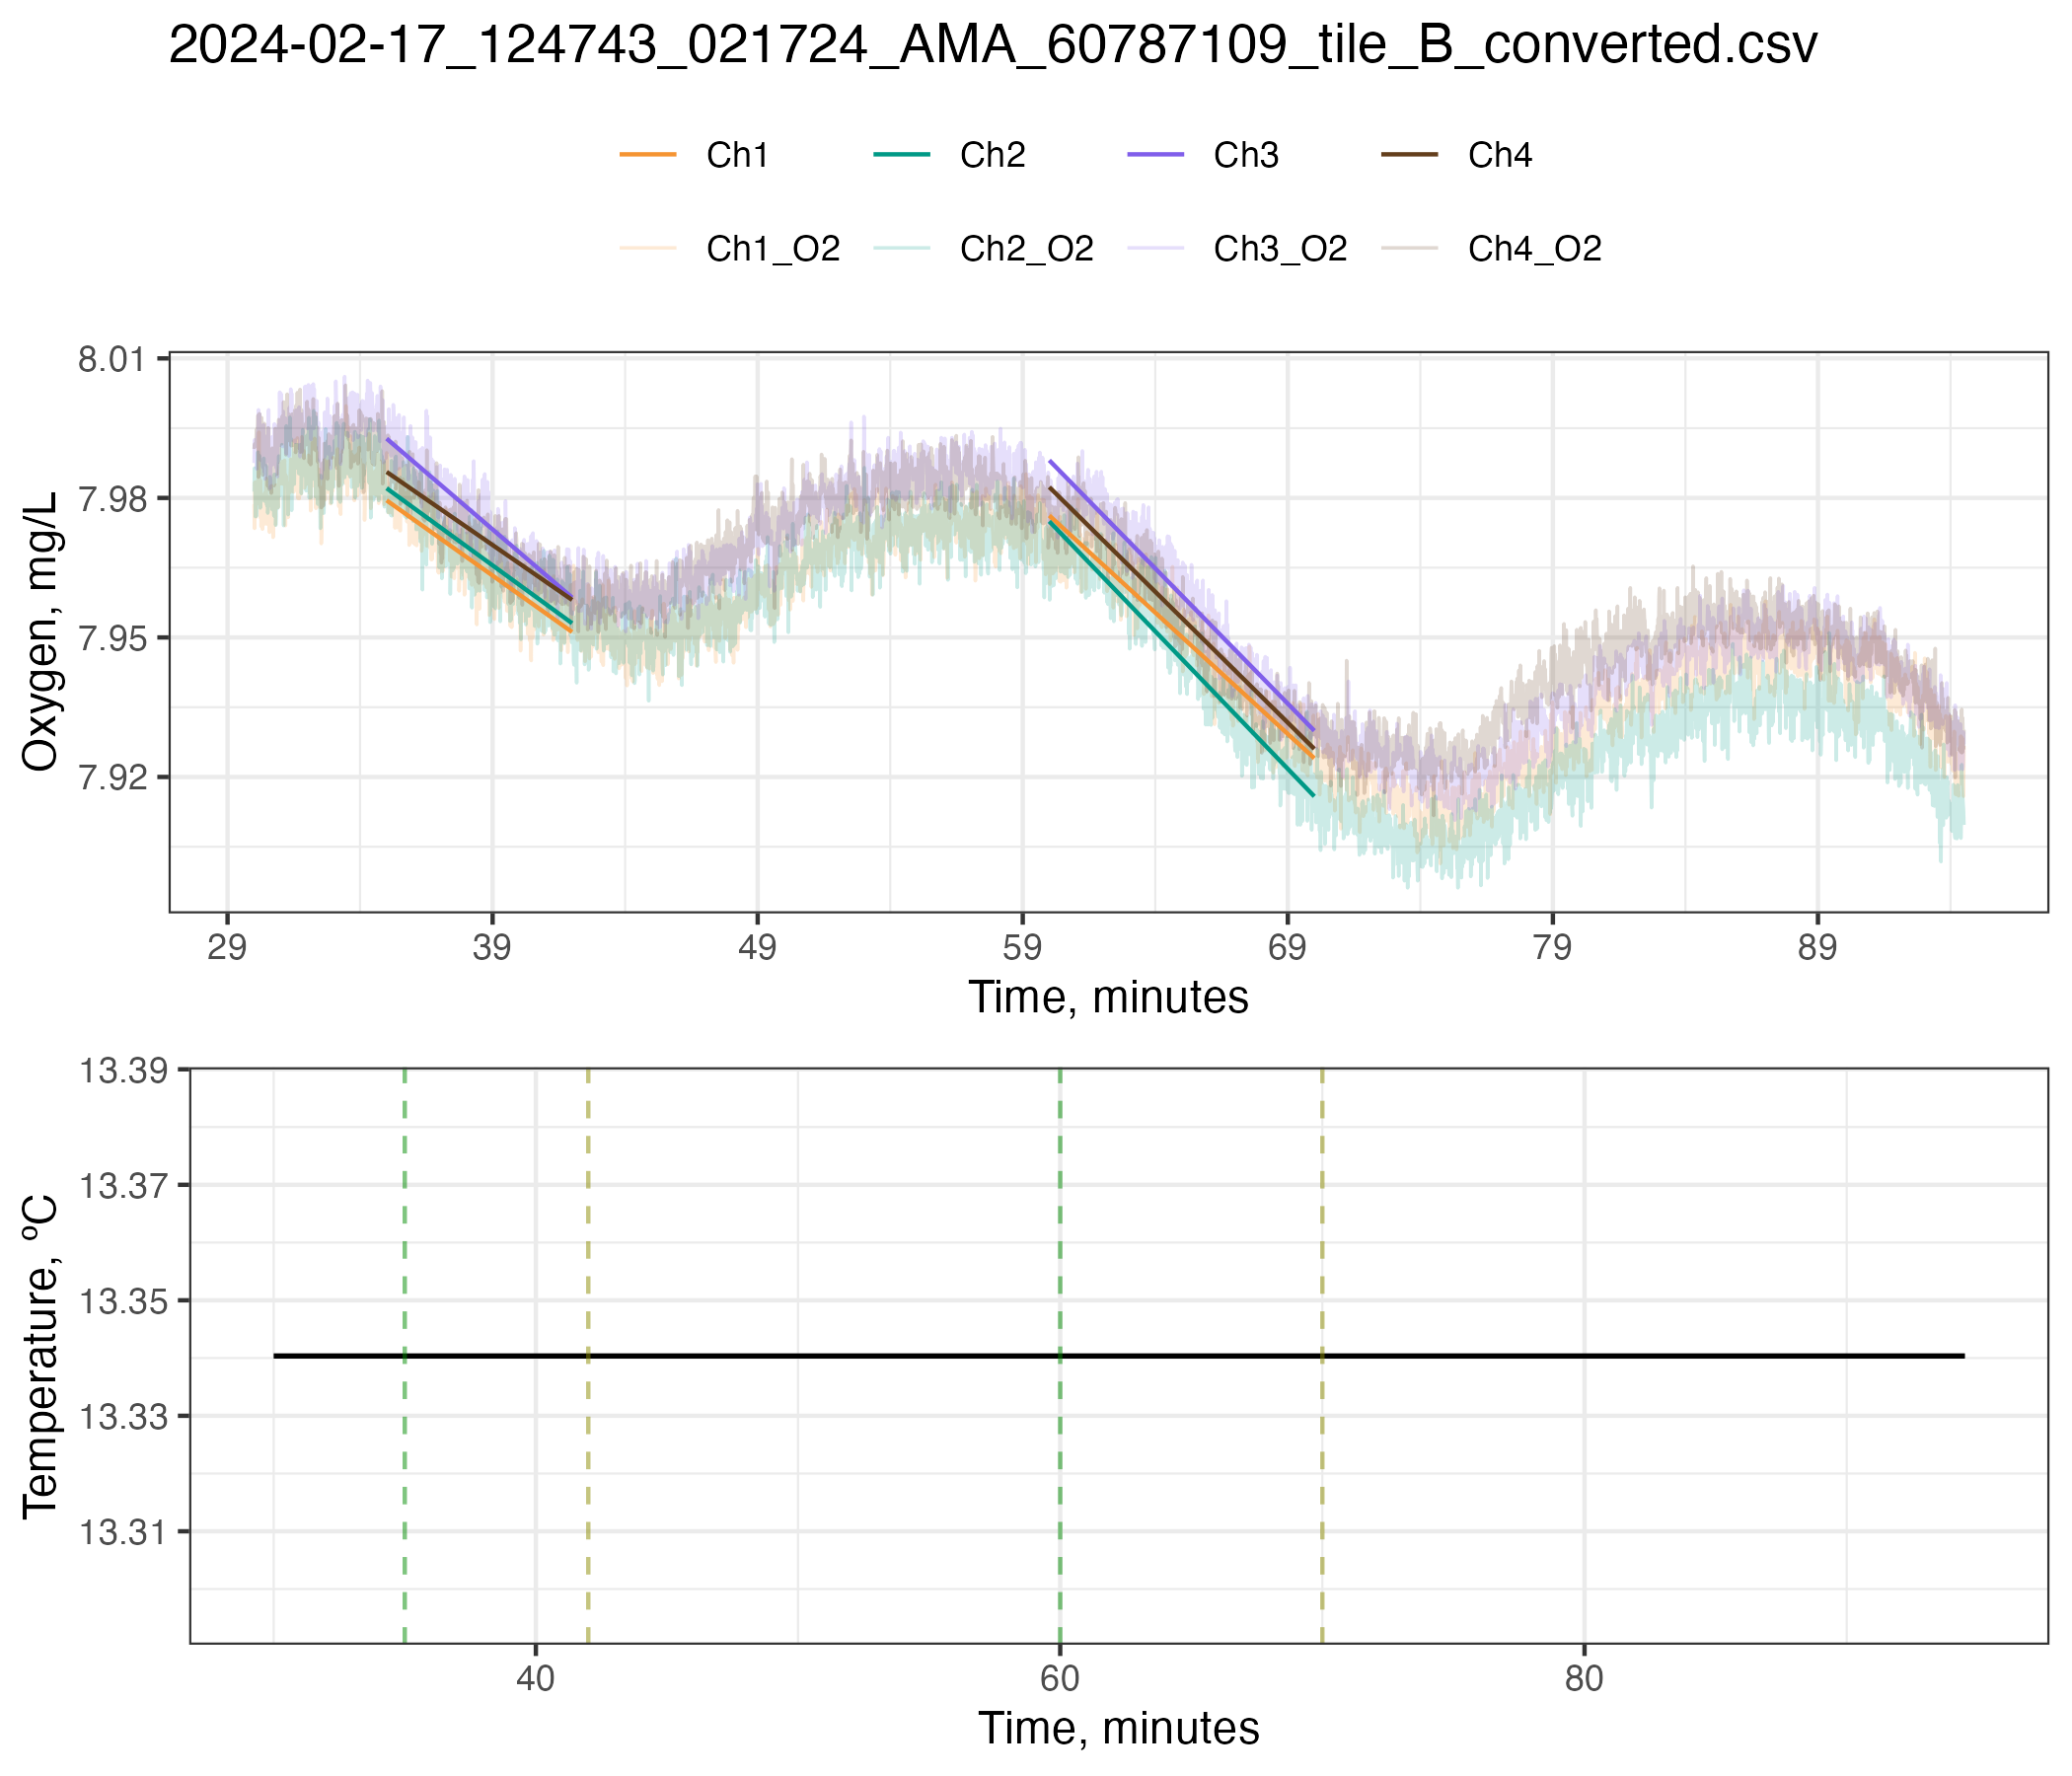 2024-02-17_124743_021724_AMA_60787109_tile_B_converted.csv
Ch1 Ch2 Ch3 Ch4
Ch1_O2 Ch2_O2 Ch3_O2 Ch4_O2
Oxygen, mg/L
8.01
7.98
7.95
7.92
29 39 49 59 69 79 89
Time, minutes
Temperature, ºC
13.39
13.37
13.35
13.33
13.31
40 60 80
Time, minutes